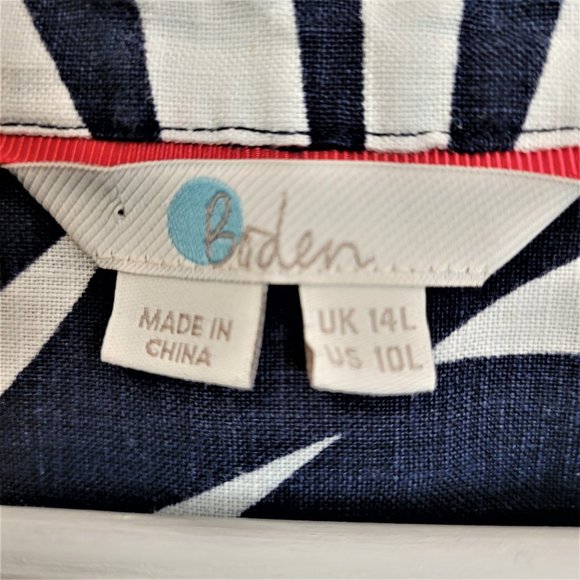 Boden
MADE IN
CHINA
UK 14L
US 10L